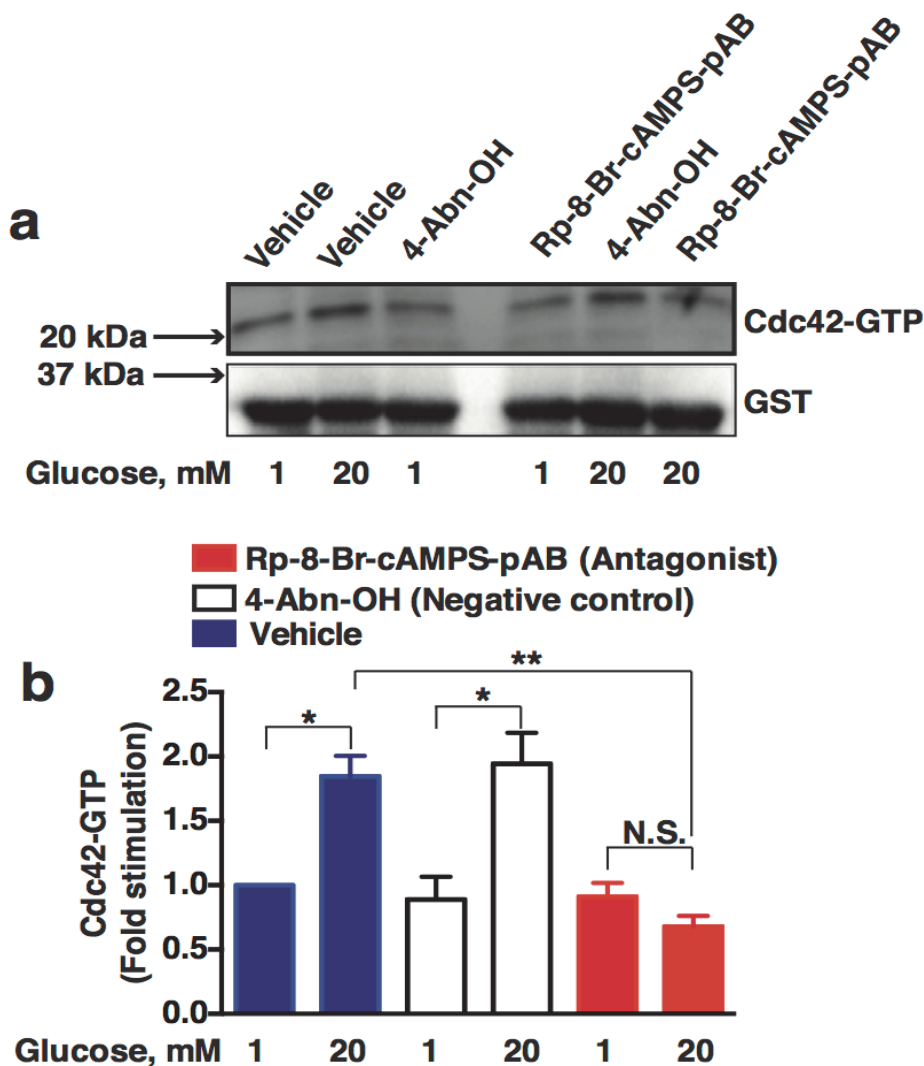 a
Vehicle
Vehicle
4-Abn-OH
Rp-8-Br-cAMPS-pAB
4-Abn-OH
Rp-8-Br-cAMPS-pAB
20 kDa
Cdc42-GTP
37 kDa
GST
Glucose, mM 1 20 1 1 20 20
Rp-8-Br-cAMPS-pAB (Antagonist)
4-Abn-OH (Negative control)
Vehicle
b
**
* *
N.S.
Cdc42-GTP
(Fold stimulation)
2.5
2.0
1.5
1.0
0.5
0.0
Glucose, mM 1 20 1 20 1 20